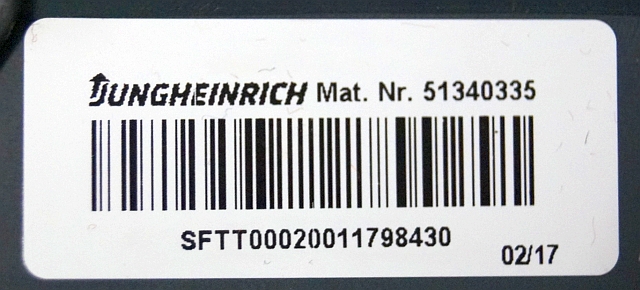 JUNGHEINRICH Mat. Nr. 51340335
SFTT00020011798430
02/17